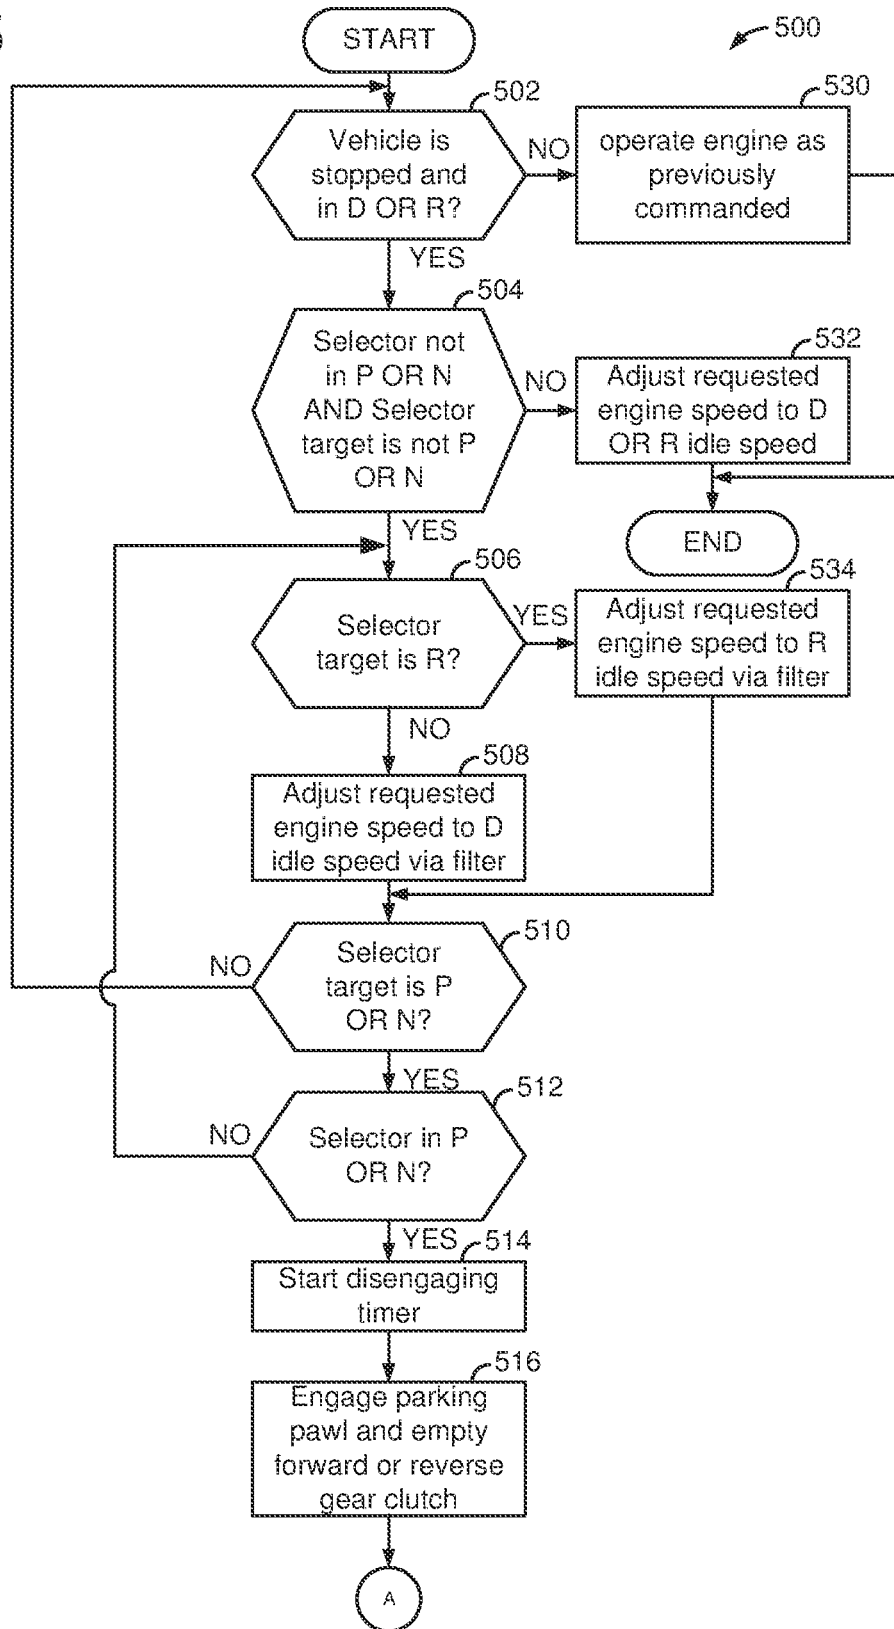 START
500
502
Vehicle is
stopped and
in D OR R?
NO
530
operate engine as
previously
commanded
YES
504
Selector not
in P OR N
AND Selector
target is not P
OR N
NO
532
Adjust requested
engine speed to D
OR R idle speed
YES
END
506
Selector
target is R?
YES
534
Adjust requested
engine speed to R
idle speed via filter
NO
508
Adjust requested
engine speed to D
idle speed via filter
510
Selector
target is P
OR N?
NO
YES
512
Selector in P
OR N?
NO
YES
514
Start disengaging
timer
516
Engage parking
pawl and empty
forward or reverse
gear clutch
A